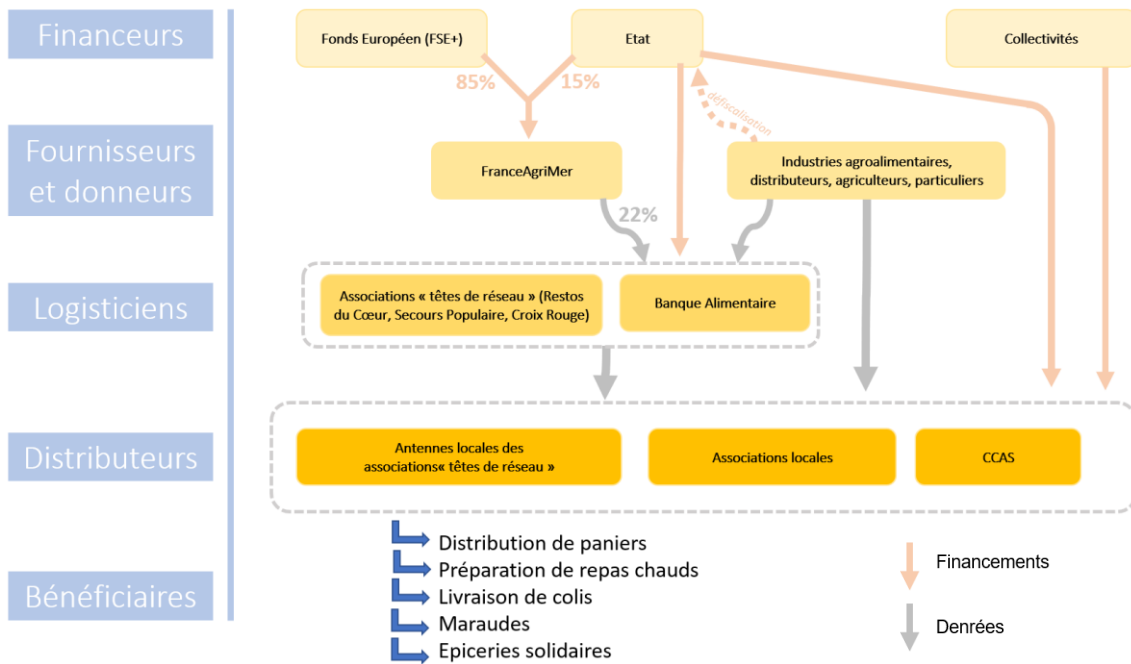 Financeurs
Fonds Européen (FSE+)
Etat
Collectivités
85%
15%
défiscalisation
Fournisseurs
et donneurs
FranceAgriMer
Industries agroalimentaires,
distributeurs, agriculteurs, particuliers
22%
Logisticiens
Associations « têtes de réseau » (Restos
du Cœur, Secours Populaire, Croix Rouge)
Banque Alimentaire
Distributeurs
Antennes locales des
associations« têtes de réseau »
Associations locales
CCAS
Bénéficiaires
Distribution de paniers
Préparation de repas chauds
Livraison de colis
Maraudes
Epiceries solidaires
Financements
Denrées